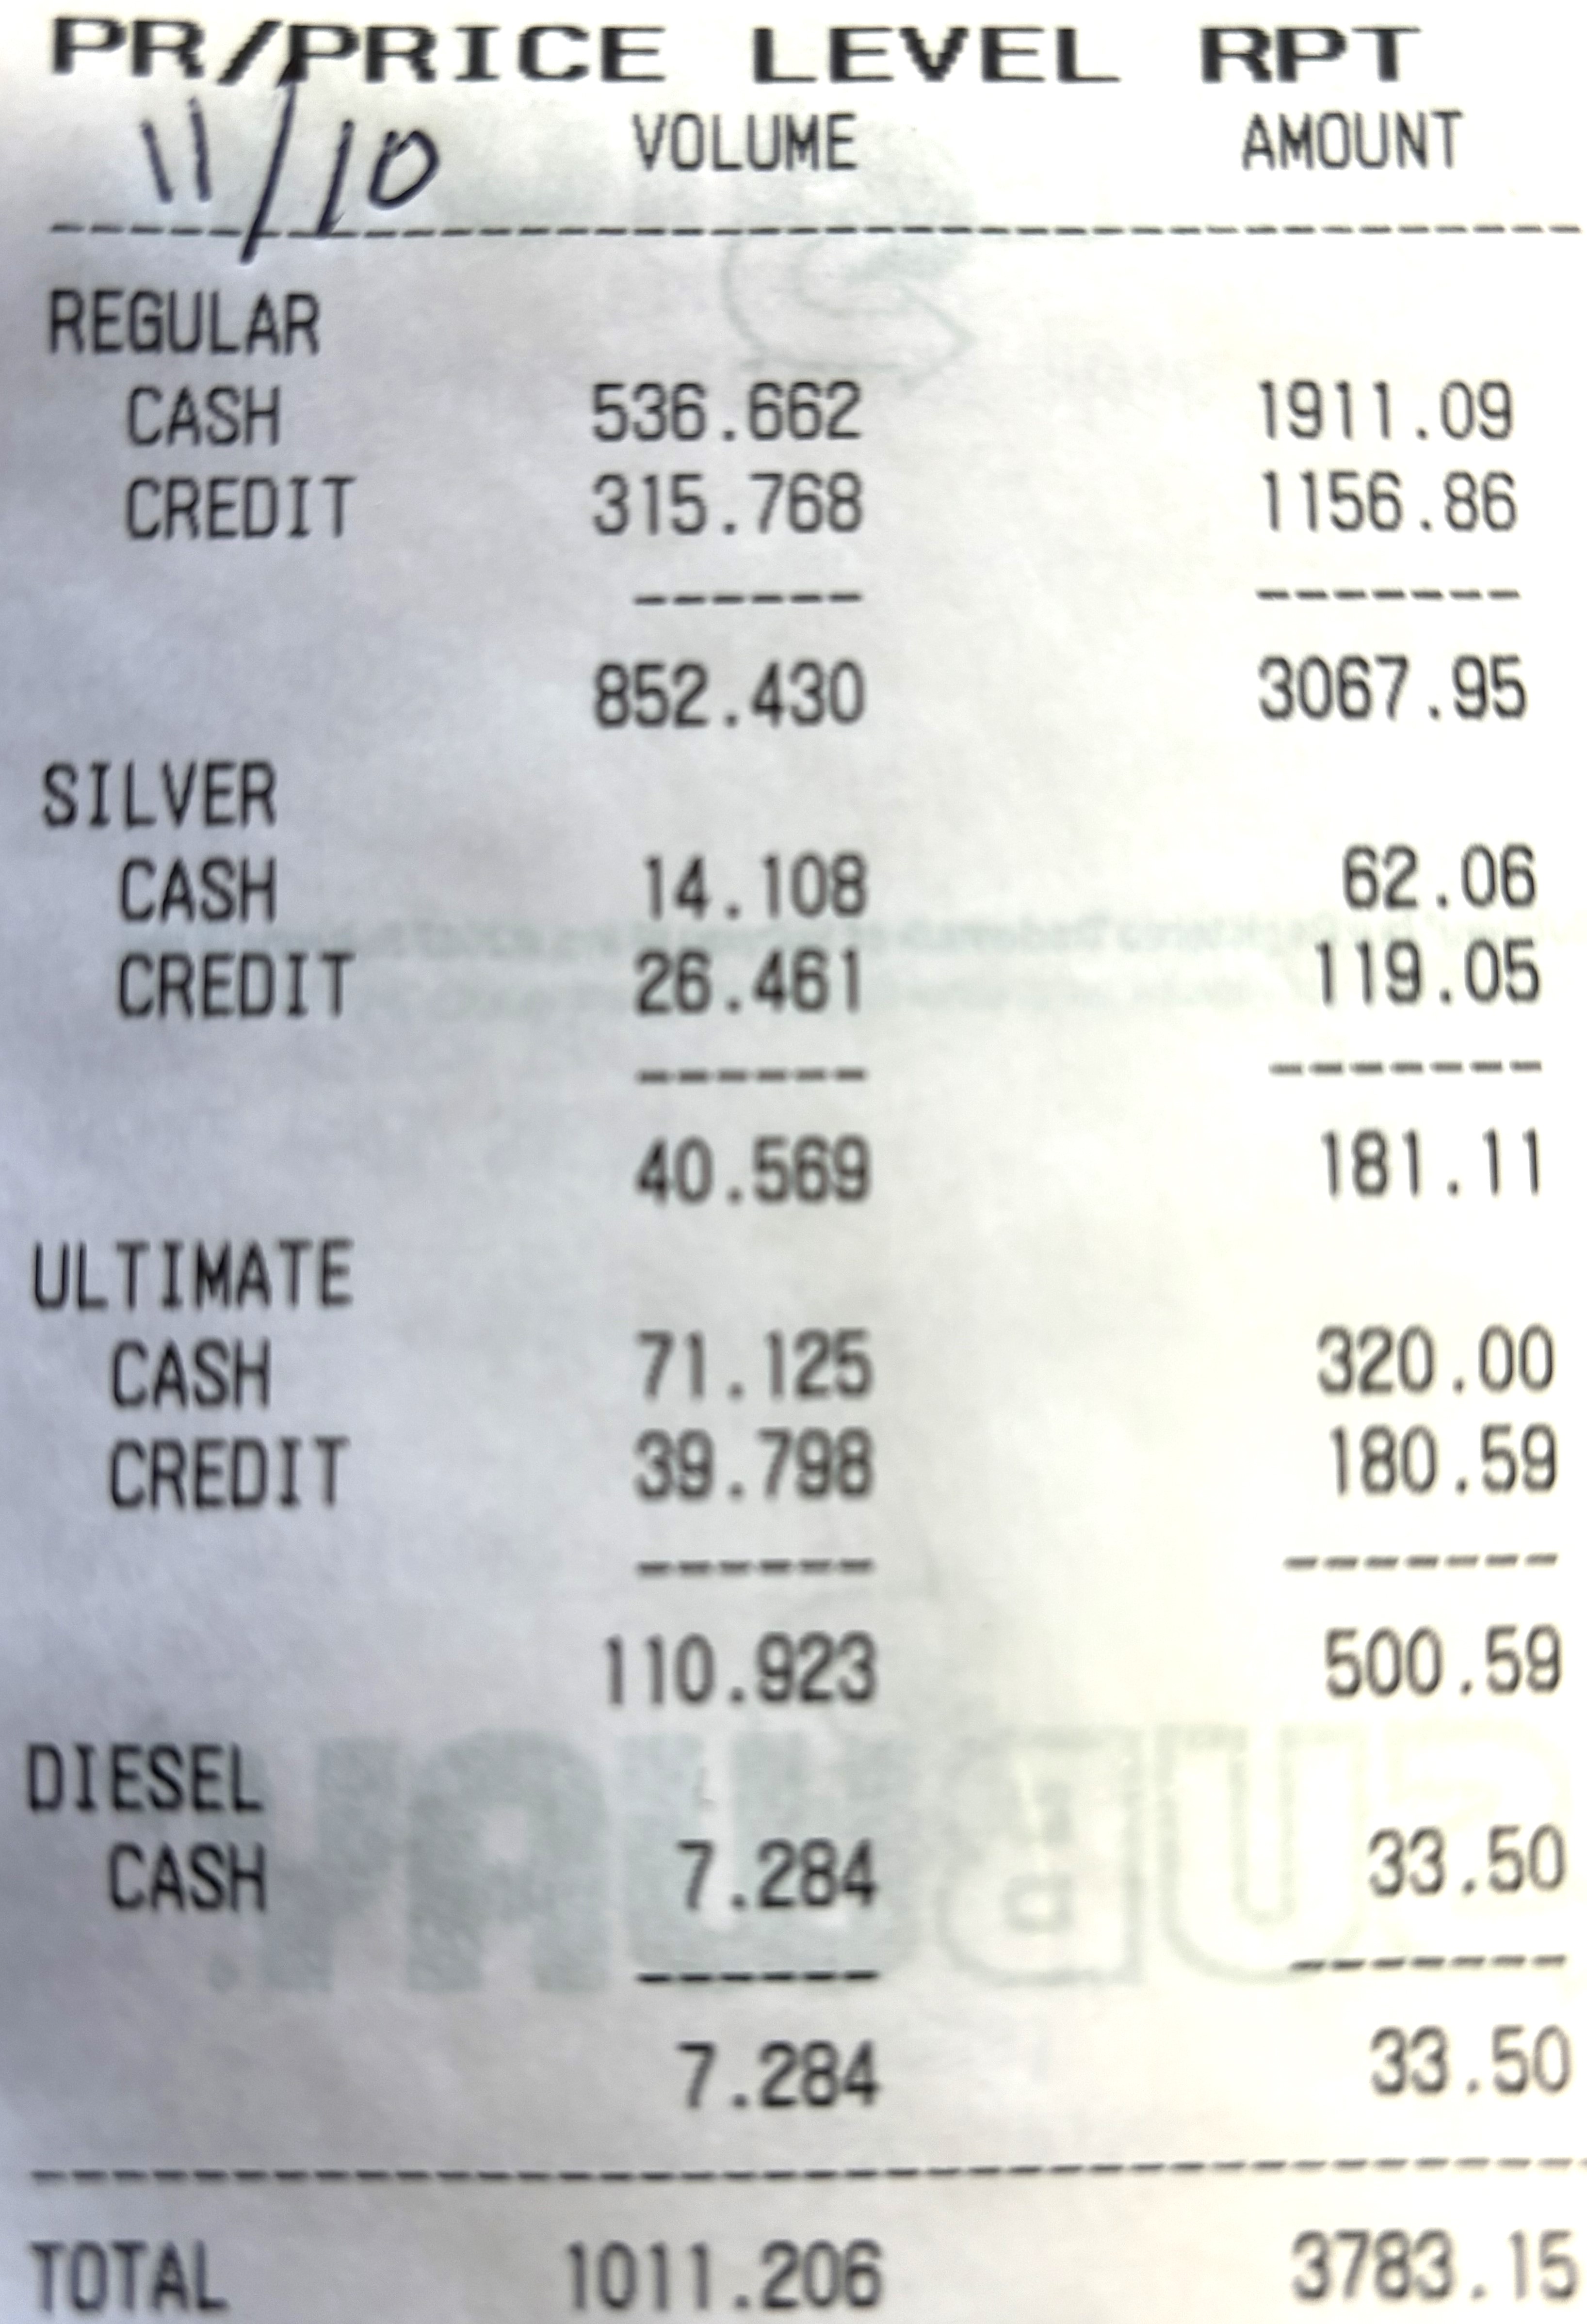 PR/PRICE LEVEL RPT
11/10 VOLUME AMOUNT
REGULAR
CASH 536.662 1911.09
CREDIT 315.768 1156.86
852.430 3067.95
SILVER
CASH 14.108 62.06
CREDIT 26.461 119.05
40.569 181.11
ULTIMATE
CASH 71.125 320.00
CREDIT 39.798 180.59
110.923 500.59
DIESEL
CASH 7.284 33.50
7.284 33.50
TOTAL 1011.206 3783.15